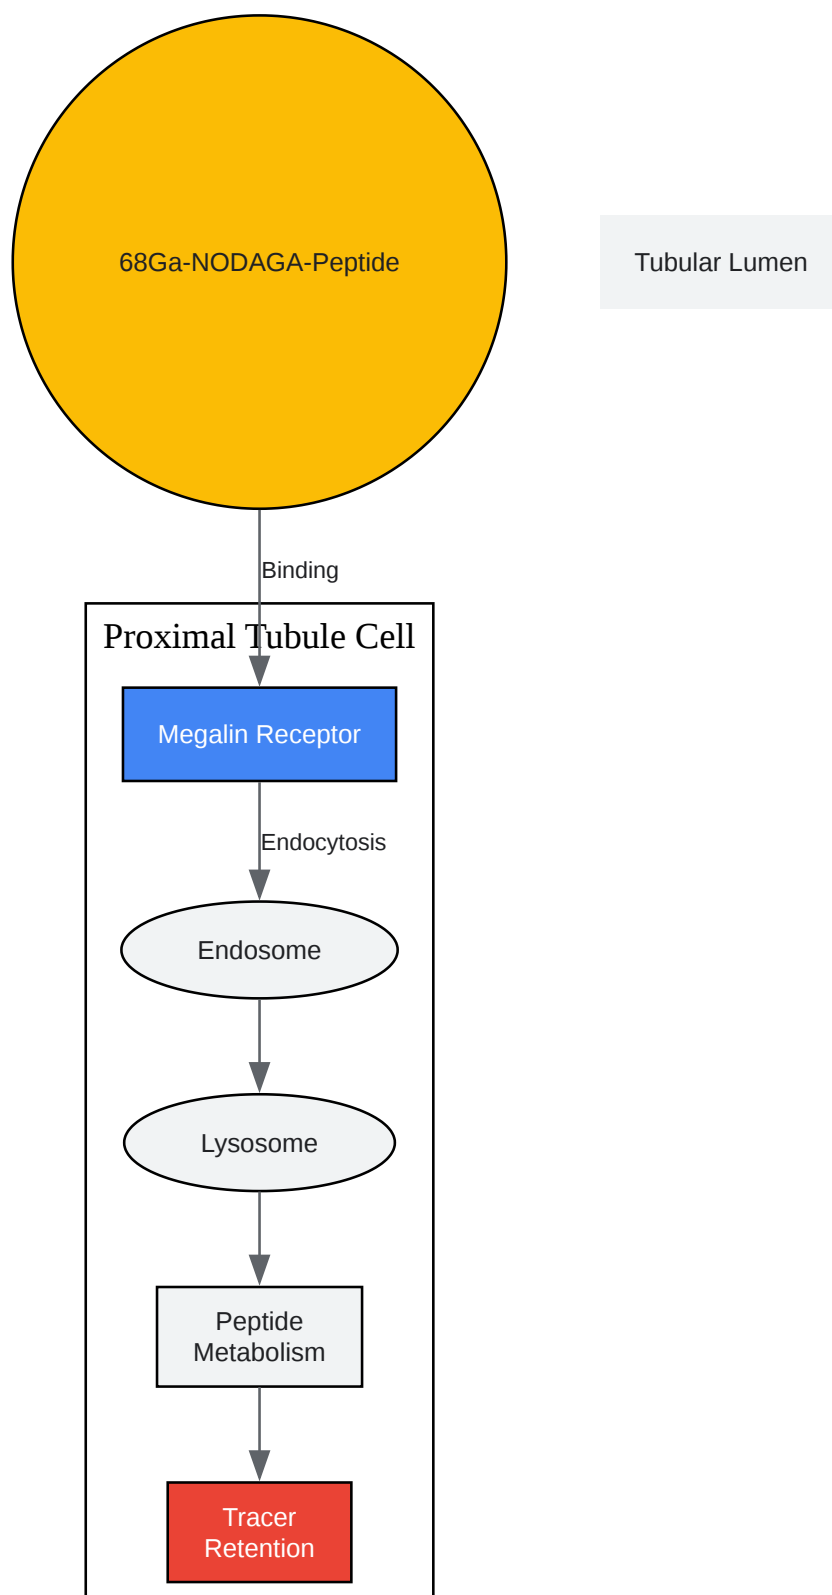 68Ga-NODAGA-Peptide
Tubular Lumen
Binding
Proximal Tubule Cell
Megalin Receptor
Endocytosis
Endosome
Lysosome
Peptide
Metabolism
Tracer
Retention